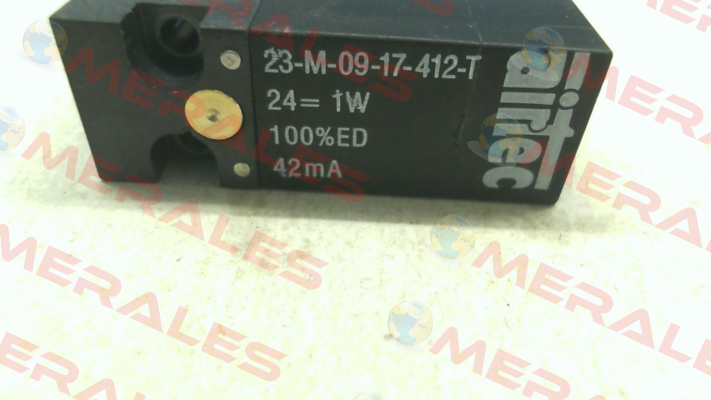 23-M-09-17-412-T
24= 1W
100%ED
42mA
airtec
MERALES
MERALES
MERALES
MERALES
MERALES